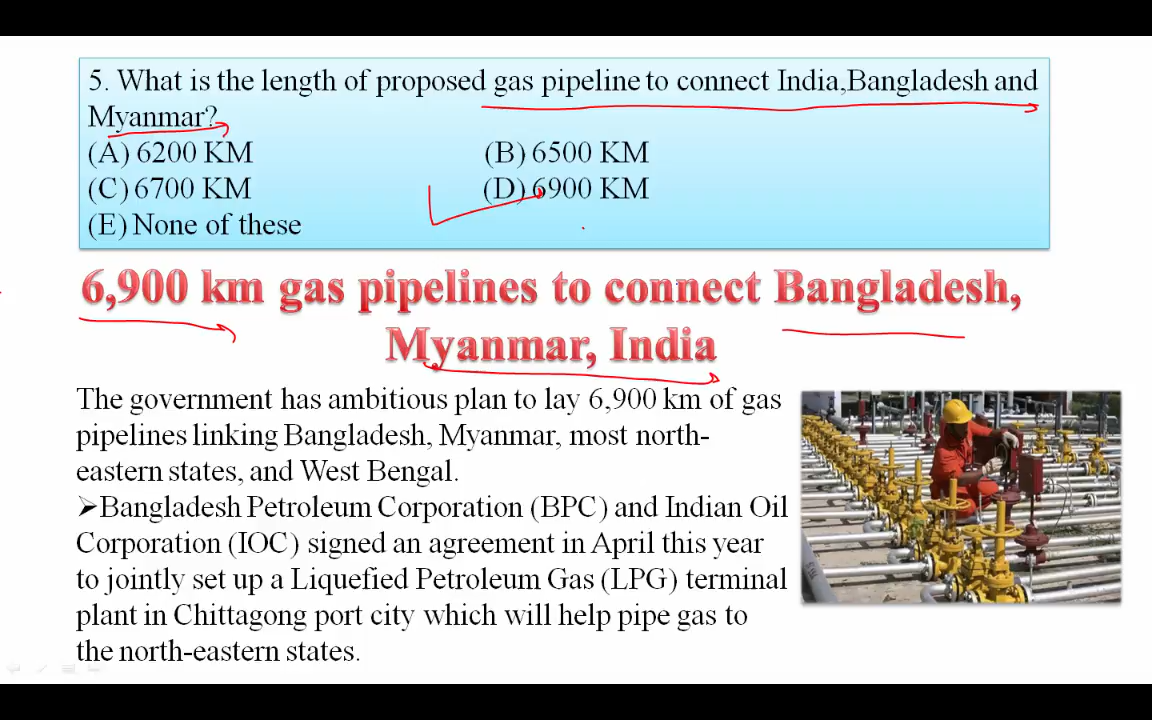 5. What is the length of proposed gas pipeline to connect India,Bangladesh and
Myanmar?
(A) 6200 KM (B) 6500 KM
(C) 6700 KM (D) 6900 KM
(E) None of these
6,900 km gas pipelines to connect Bangladesh,
Myanmar, India
The government has ambitious plan to lay 6,900 km of gas
pipelines linking Bangladesh, Myanmar, most north-
eastern states, and West Bengal.
➢Bangladesh Petroleum Corporation (BPC) and Indian Oil
Corporation (IOC) signed an agreement in April this year
to jointly set up a Liquefied Petroleum Gas (LPG) terminal
plant in Chittagong port city which will help pipe gas to
the north-eastern states.